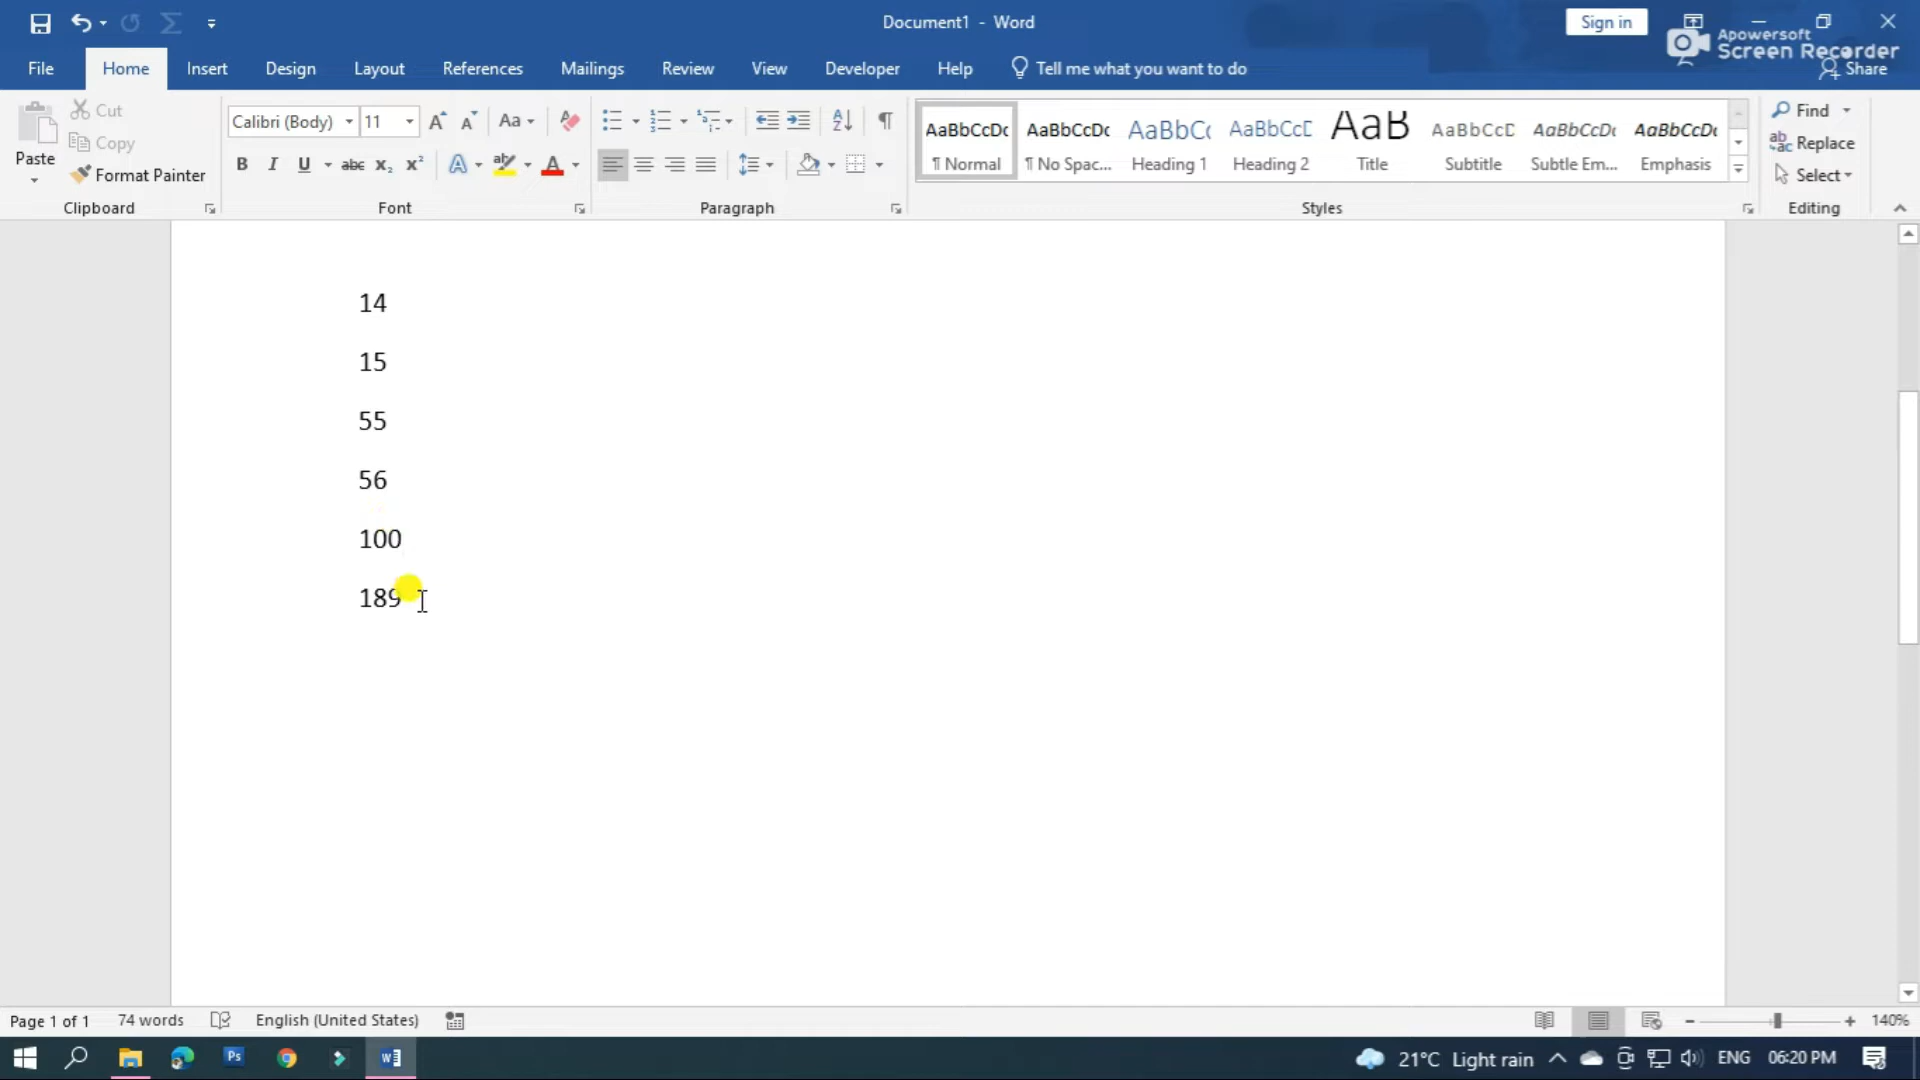 Document1 - Word
Sign in
Apowersoft
Screen Recorder
File Home Insert Design Layout References Mailings Review View Developer Help Tell me what you want to do Share
Paste
Cut
Copy
Format Painter
Clipboard
Calibri (Body) 11
Font
Paragraph
AaBbCcDc AaBbCcDc AaBbC AaBbCcD AaB AaBbCcD AaBbCcDc AaBbCcDc
¶ Normal ¶ No Spac... Heading 1 Heading 2 Title Subtitle Subtle Em... Emphasis
Styles
Find
Replace
Select
Editing
14
15
55
56
100
189
Page 1 of 1 74 words English (United States) 140%
21°C Light rain ENG 06:20 PM